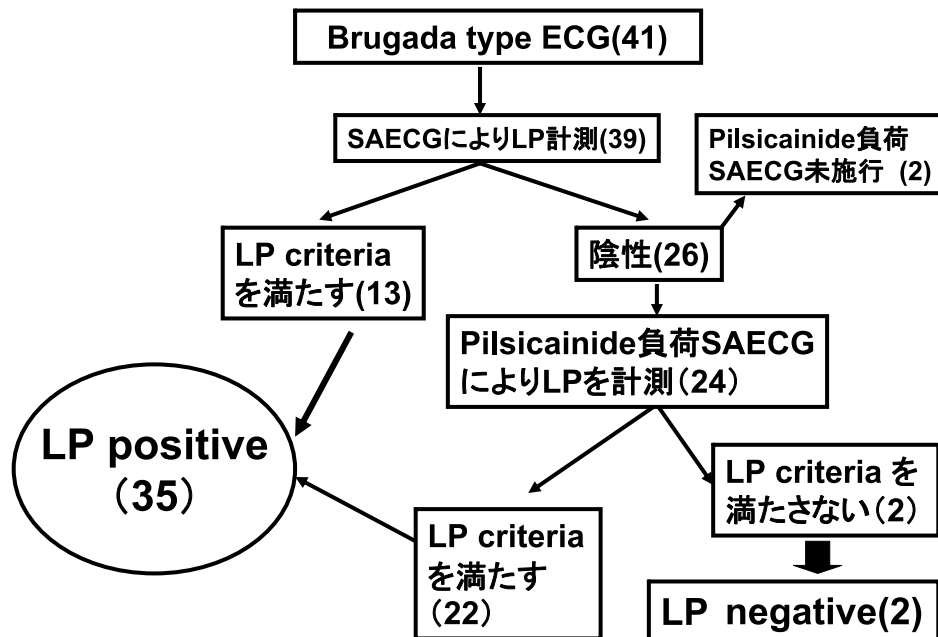 Brugada type ECG(41)
SAECGによりLP計測(39)
Pilsicainide負荷
SAECG未施行 (2)
LP criteria
を満たす(13)
陰性(26)
Pilsicainide負荷SAECG
によりLPを計測（24）
LP positive
（35）
LP criteria を
満たさない（2）
LP criteria
を満たす
（22）
LP negative(2)